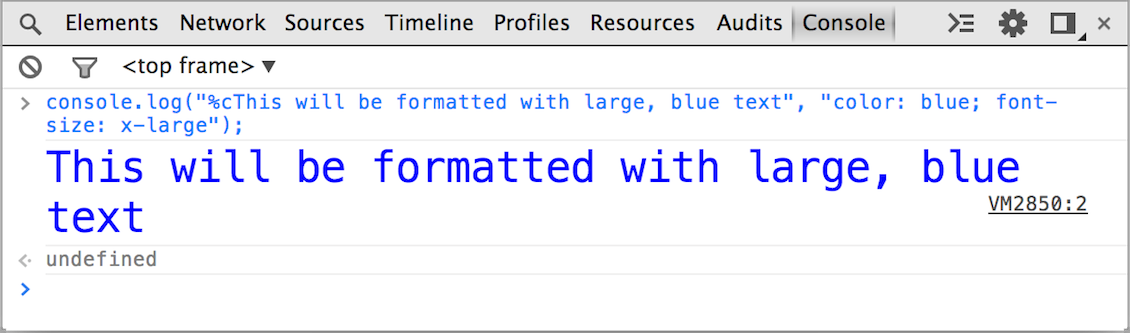 Elements Network Sources Timeline Profiles Resources Audits Console
<top frame>
console.log("%cThis will be formatted with large, blue text", "color: blue; font-
size: x-large");
This will be formatted with large, blue
text
VM2850:2
undefined